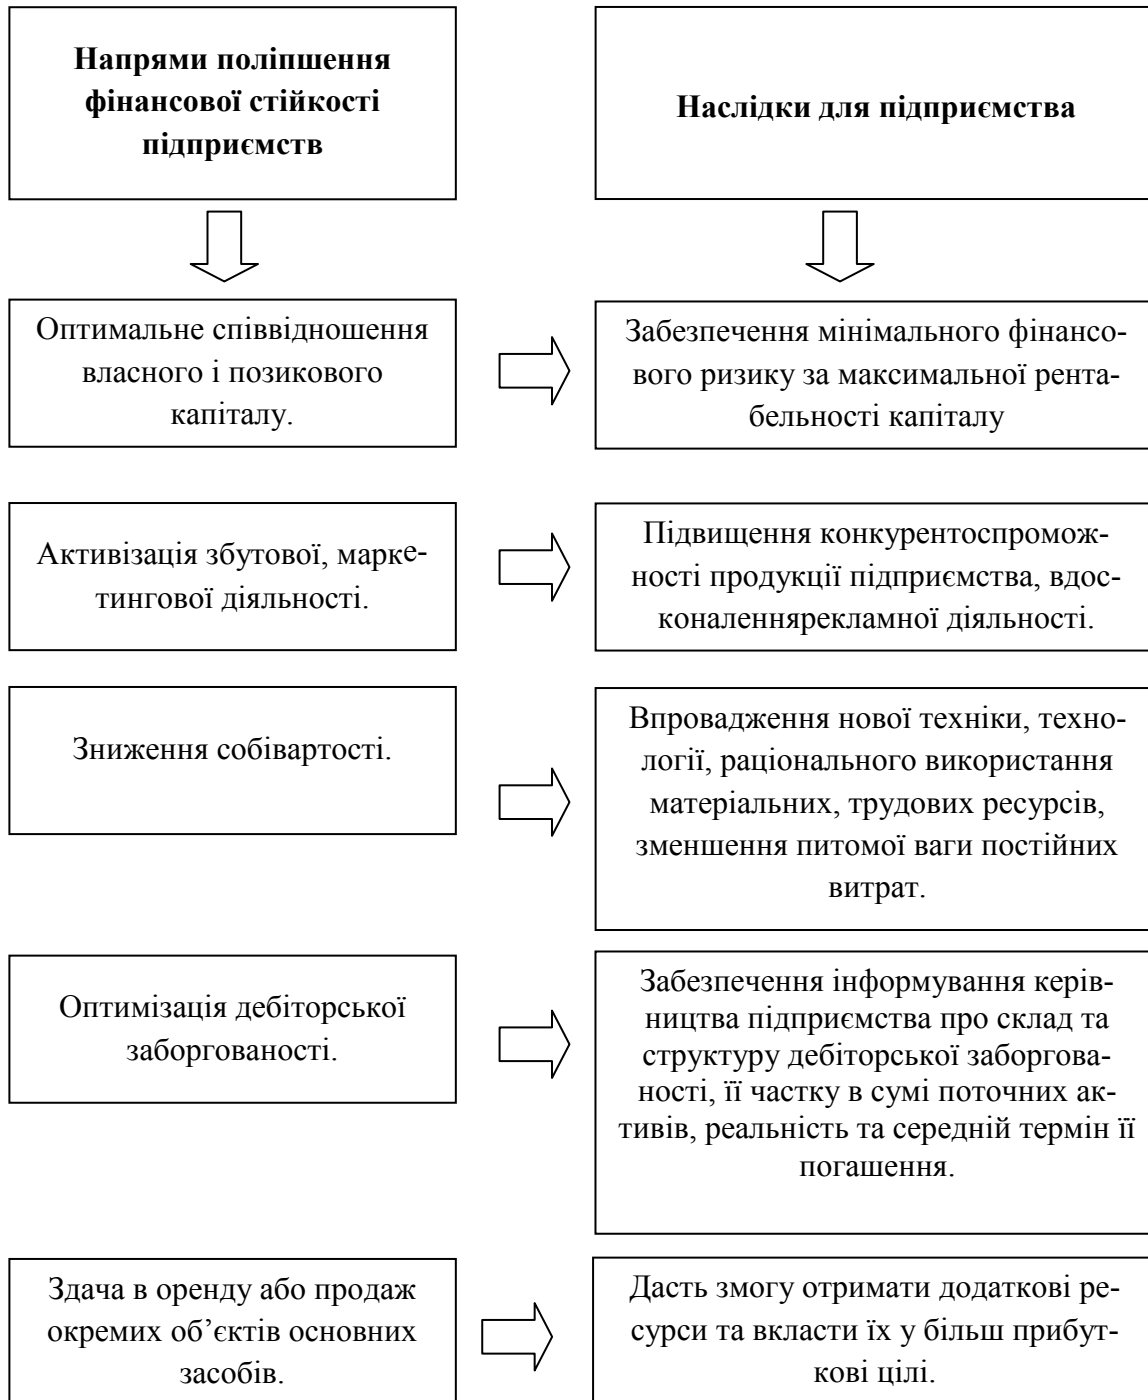 Напрями поліпшення
фінансової стійкості
підприємств
Наслідки для підприємства
Оптимальне співвідношення
власного і позикового
капіталу.
Забезпечення мінімального фінансо-
вого ризику за максимальної рента-
бельності капіталу
Активізація збутової, марке-
тингової діяльності.
Підвищення конкурентоспромож-
ності продукції підприємства, вдос-
коналеннярекламної діяльності.
Зниження собівартості.
Впровадження нової техніки, техно-
логії, раціонального використання
матеріальних, трудових ресурсів,
зменшення питомої ваги постійних
витрат.
Оптимізація дебіторської
заборгованості.
Забезпечення інформування керів-
ництва підприємства про склад та
структуру дебіторської заборгова-
ності, її частку в сумі поточних ак-
тивів, реальність та середній термін її
погашення.
Здача в оренду або продаж
окремих об’єктів основних
засобів.
Дасть змогу отримати додаткові ре-
сурси та вкласти їх у більш прибут-
кові цілі.